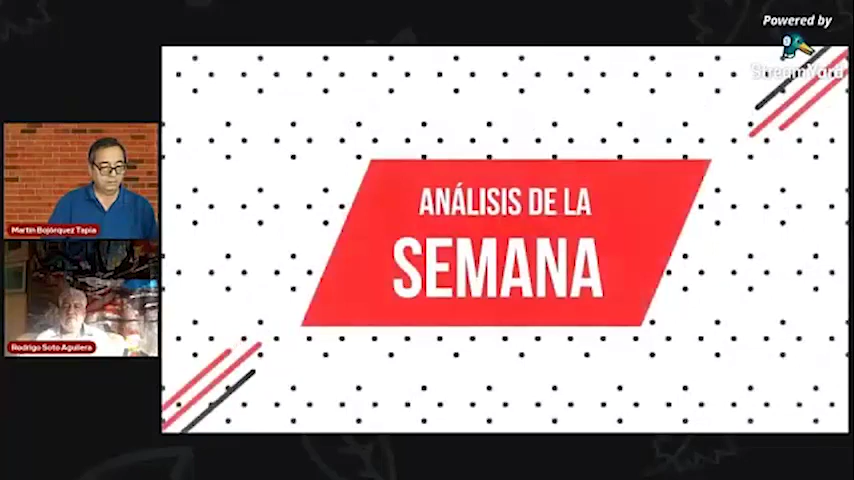 Powered by
StreamYard
ANÁLISIS DE LA
SEMANA
Martín Bojórquez Tapia
Rodrigo Soto Aguilera